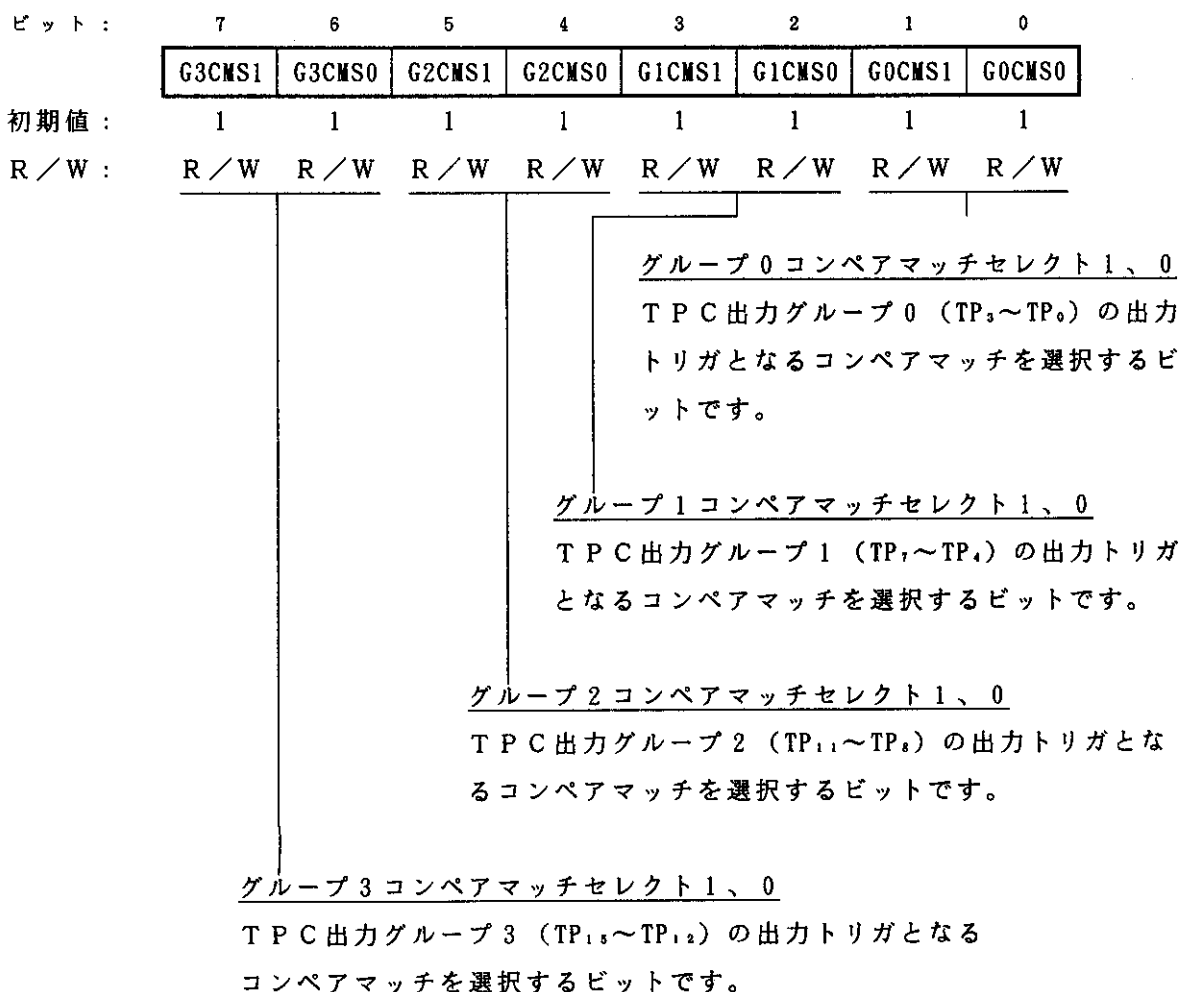 ビット： 7 6 5 4 3 2 1 0
G3CMS1 G3CMS0 G2CMS1 G2CMS0 G1CMS1 G1CMS0 G0CMS1 G0CMS0
初期値： 1 1 1 1 1 1 1 1
R／W： R／W R／W R／W R／W R／W R／W R／W R／W
グループ0コンペアマッチセレクト1、0
TPC出力グループ0（TP₃～TP₀）の出力
トリガとなるコンペアマッチを選択するビ
ットです。
グループ1コンペアマッチセレクト1、0
TPC出力グループ1（TP₇～TP₄）の出力トリガ
となるコンペアマッチを選択するビットです。
グループ2コンペアマッチセレクト1、0
TPC出力グループ2（TP₁₁～TP₈）の出力トリガとな
るコンペアマッチを選択するビットです。
グループ3コンペアマッチセレクト1、0
TPC出力グループ3（TP₁₅～TP₁₂）の出力トリガとなる
コンペアマッチを選択するビットです。